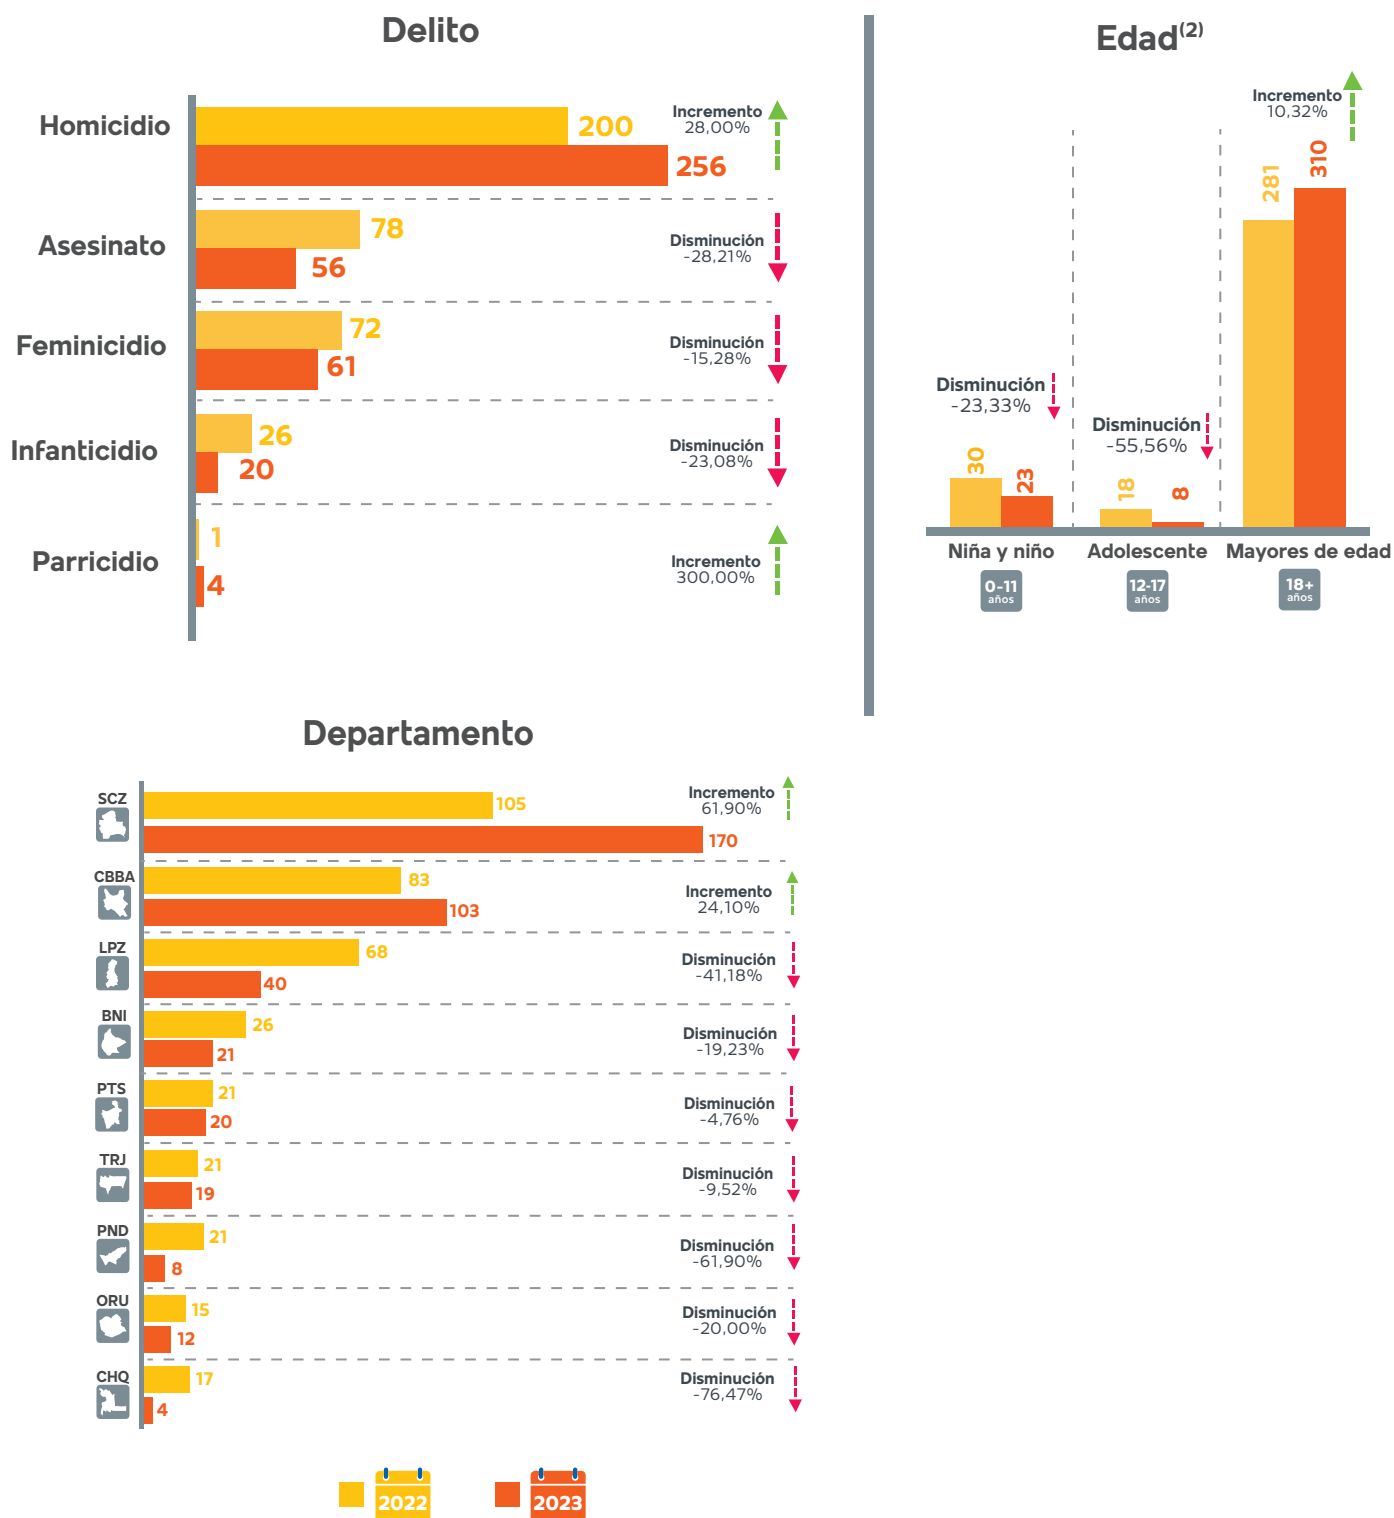 Delito
Homicidio
200
256
Incremento
28,00%
Asesinato
78
56
Disminución
-28,21%
Feminicidio
72
61
Disminución
-15,28%
Infanticidio
26
20
Disminución
-23,08%
Parricidio
1
4
Incremento
300,00%
Edad(2)
Incremento
10,32%
281
310
Disminución
-23,33%
30
23
Disminución
-55,56%
18
8
Niña y niño
Adolescente
Mayores de edad
0-11
años
12-17
años
18+
años
Departamento
SCZ
105
170
Incremento
61,90%
CBBA
83
103
Incremento
24,10%
LPZ
68
40
Disminución
-41,18%
BNI
26
21
Disminución
-19,23%
PTS
21
20
Disminución
-4,76%
TRJ
21
19
Disminución
-9,52%
PND
21
8
Disminución
-61,90%
ORU
15
12
Disminución
-20,00%
CHQ
17
4
Disminución
-76,47%
2022
2023